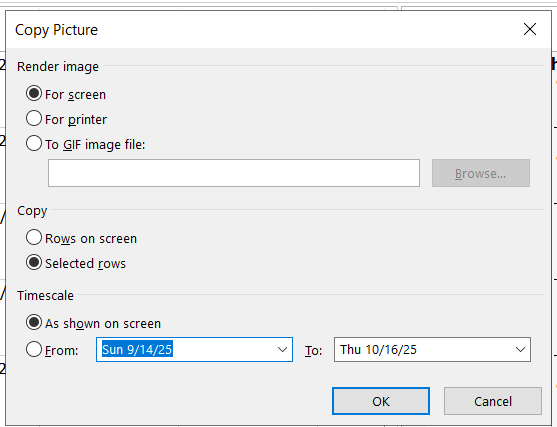 Copy Picture
Render image
For screen
For printer
To GIF image file:
Browse...
Copy
Rows on screen
Selected rows
Timescale
As shown on screen
From: Sun 9/14/25 To: Thu 10/16/25
OK Cancel